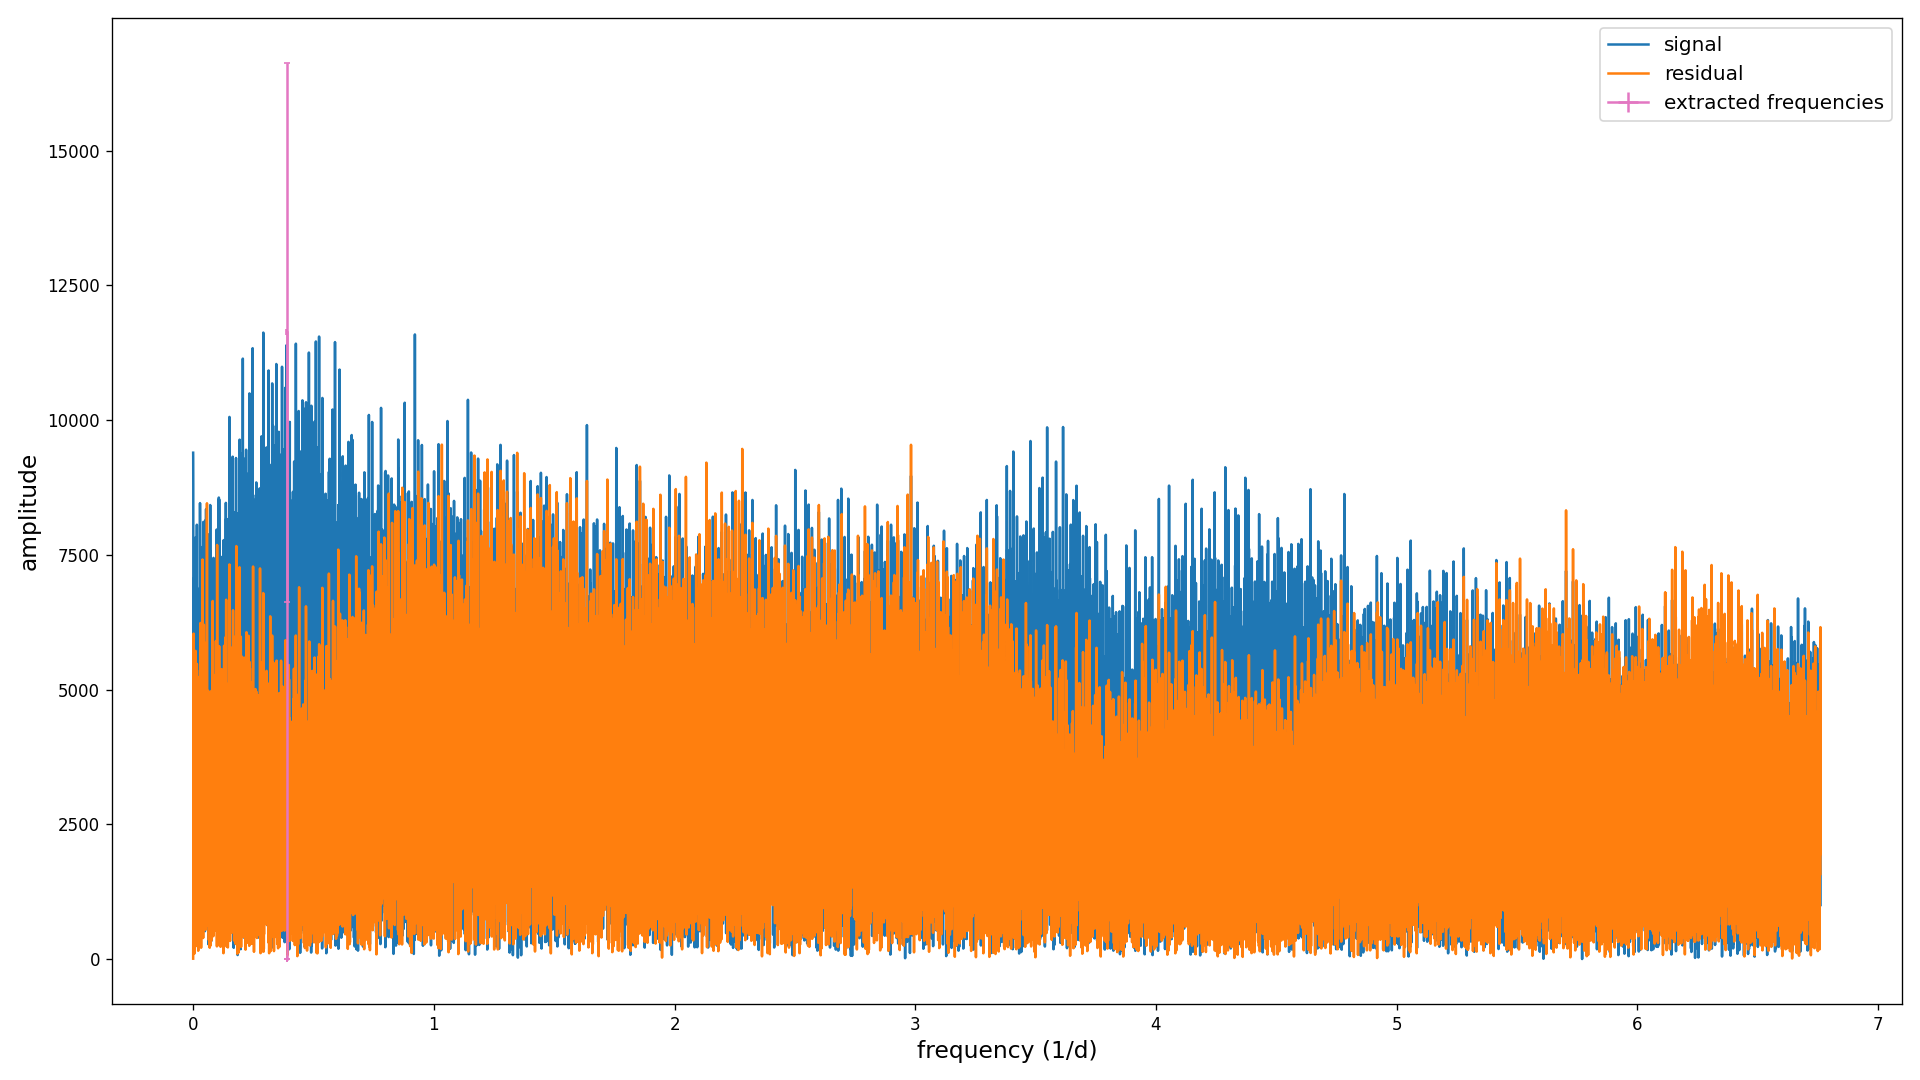 signal
residual
extracted frequencies
15000
12500
10000
7500
5000
2500
0
amplitude
0 1 2 3 4 5 6 7
frequency (1/d)